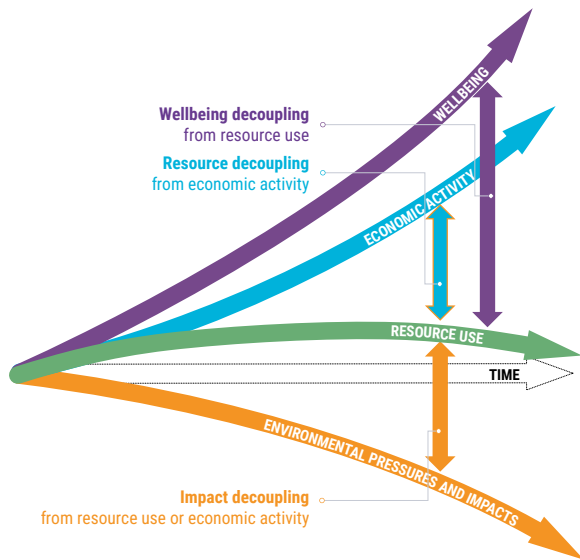 WELLBEING
Wellbeing decoupling
from resource use
Resource decoupling
from economic activity
ECONOMIC ACTIVITY
RESOURCE USE
TIME
ENVIRONMENTAL PRESSURES AND IMPACTS
Impact decoupling
from resource use or economic activity